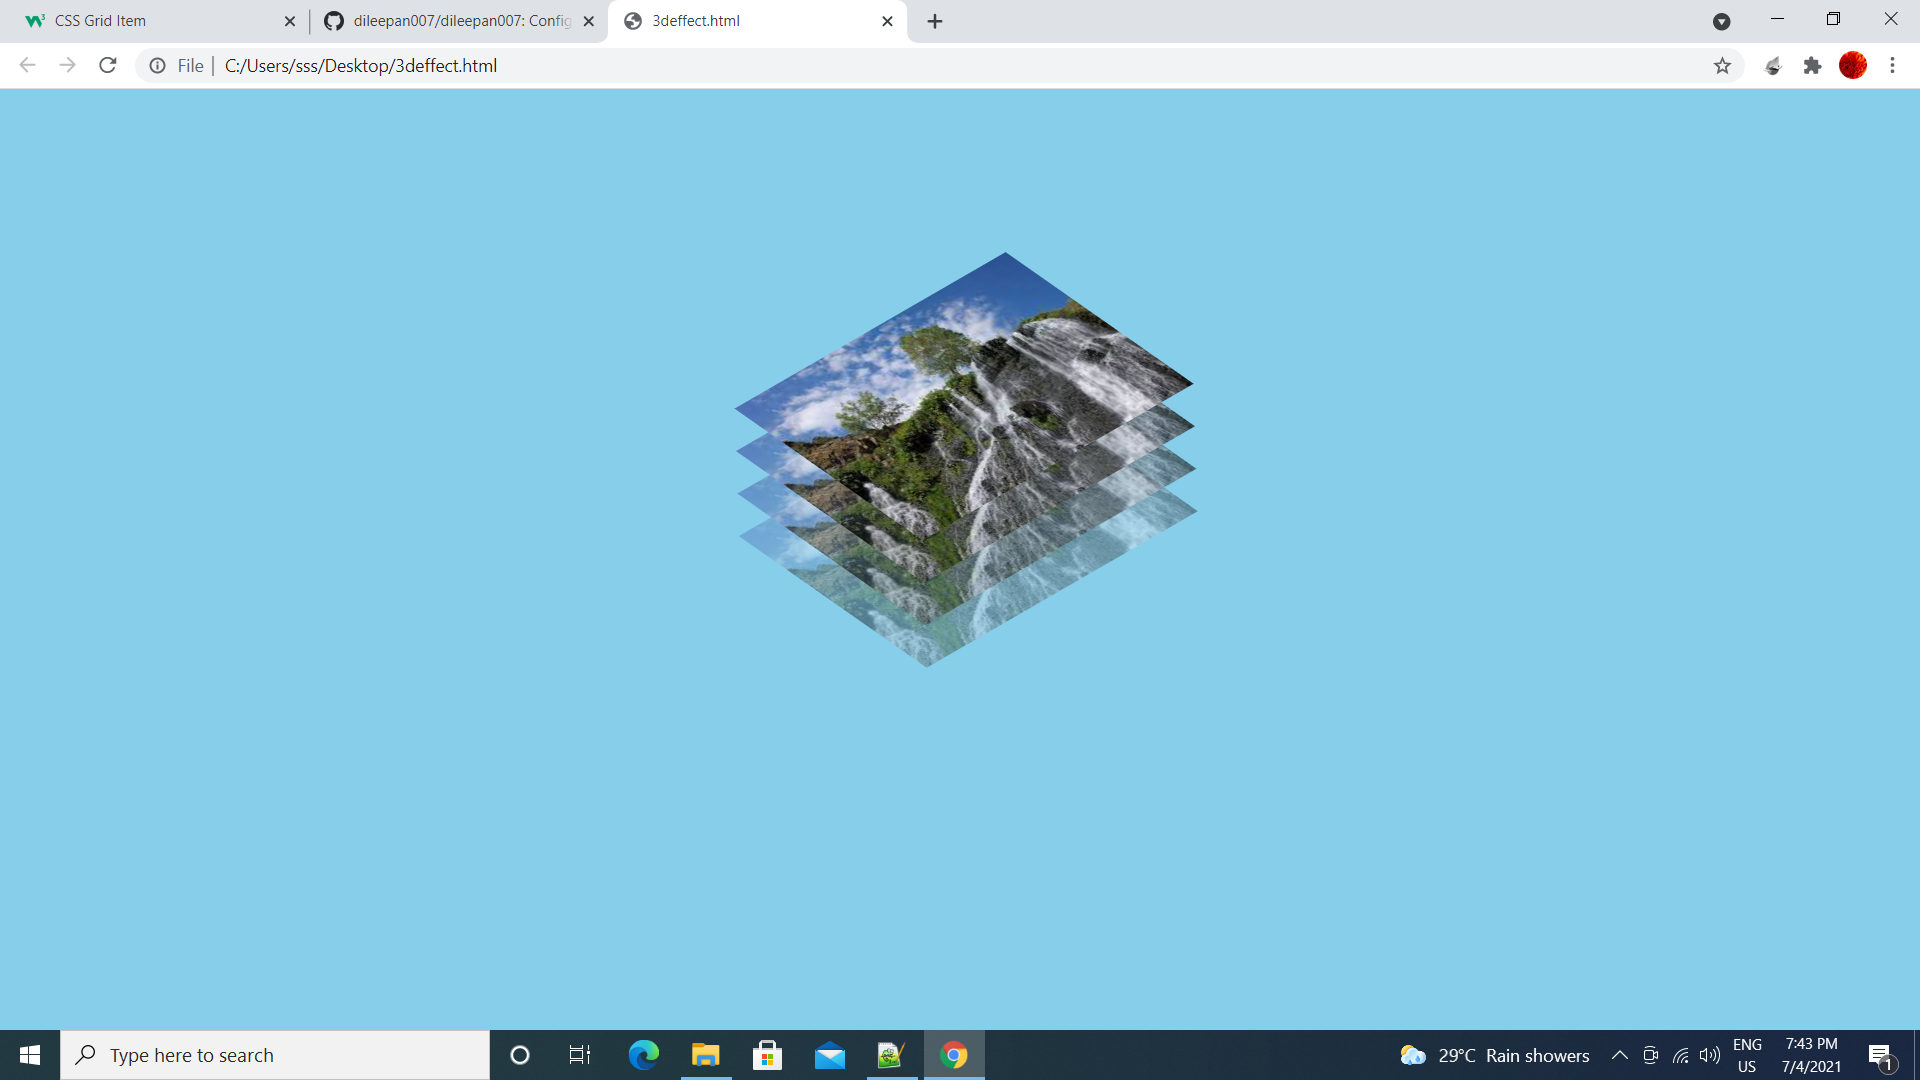 CSS Grid Item
dileepan007/dileepan007: Config
3deffect.html
File
C:/Users/sss/Desktop/3deffect.html
Type here to search
29°C Rain showers
ENG
US
7:43 PM
7/4/2021
1